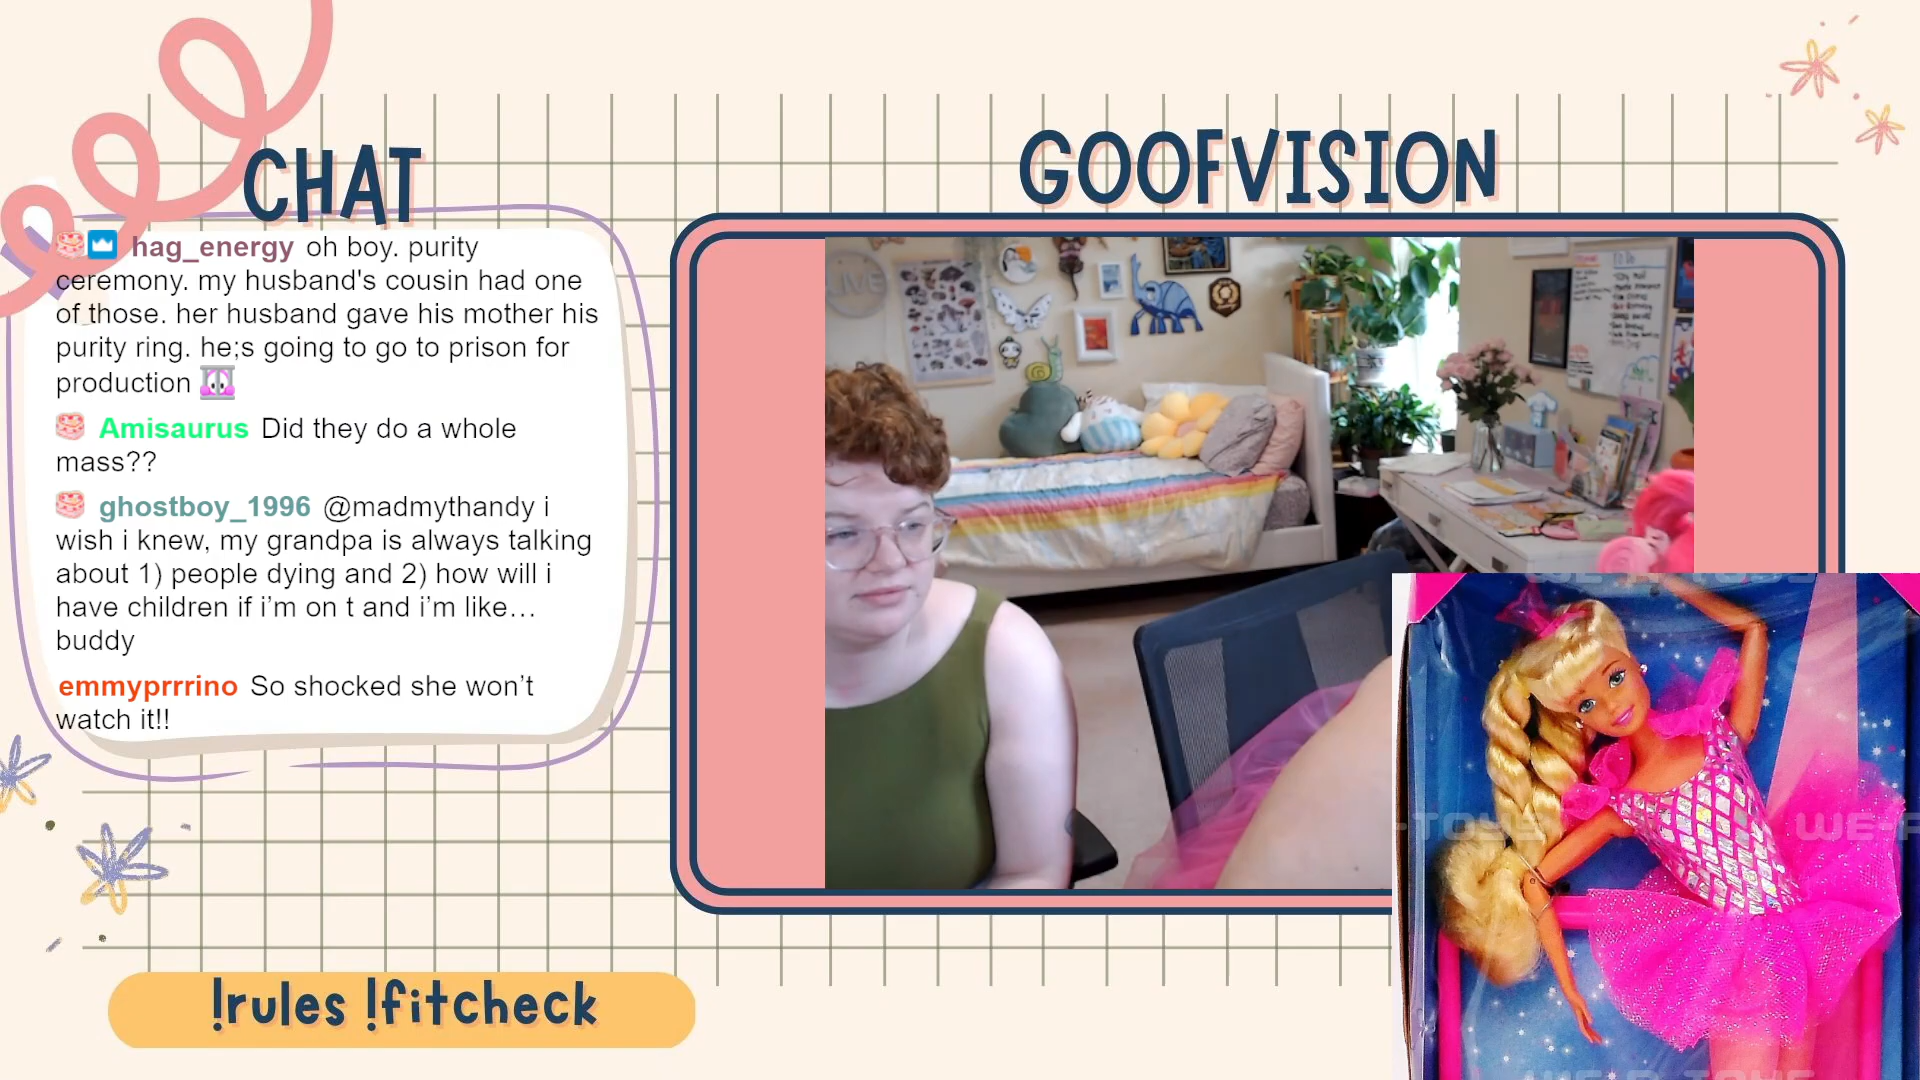 CHAT
GOOFVISION
hag_energy oh boy. purity
ceremony. my husband's cousin had one
of those. her husband gave his mother his
purity ring. he;s going to go to prison for
production
Amisaurus Did they do a whole
mass??
ghostboy_1996 @madmythandy i
wish i knew, my grandpa is always talking
about 1) people dying and 2) how will i
have children if i'm on t and i'm like…
buddy
emmyprrrino So shocked she won't
watch it!!
LIVE
TO DO
!rules !fitcheck